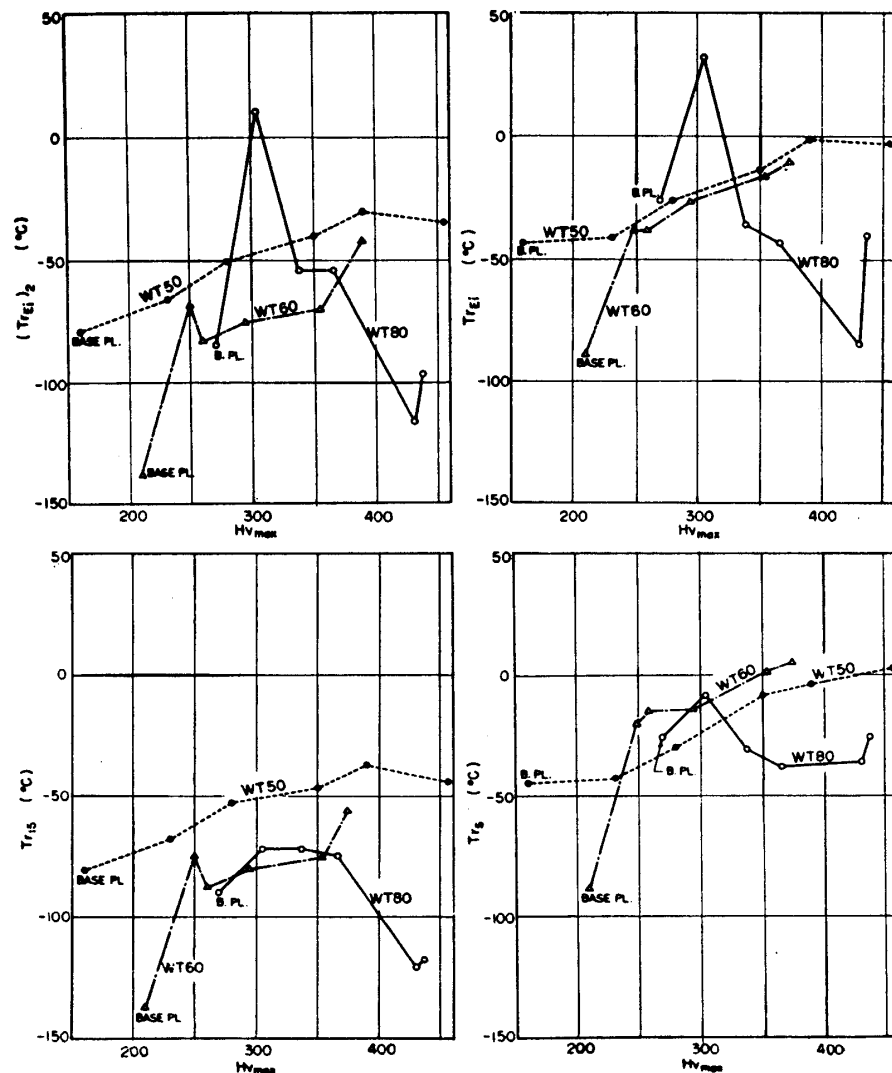 50
0
-50
-100
-150
(TrEi)2 (°C)
WT50
BASE PL.
WT60
B. PL.
WT80
BASE PL.
200 300 400
Hvmax
50
0
-50
-100
-150
TrEi (°C)
B. PL.
WT50
B. PL.
WT60
WT80
BASE PL.
200 300 400
Hvmax
50
0
-50
-100
-150
Tr15 (°C)
WT50
BASE PL
B. PL.
WT80
WT60
BASE PL
200 300 400
Hvmax
0
-50
-100
-150
Trs (°C)
WT60
WT50
B. PL.
B. PL.
WT80
BASE PL.
200 300 400
Hvmax